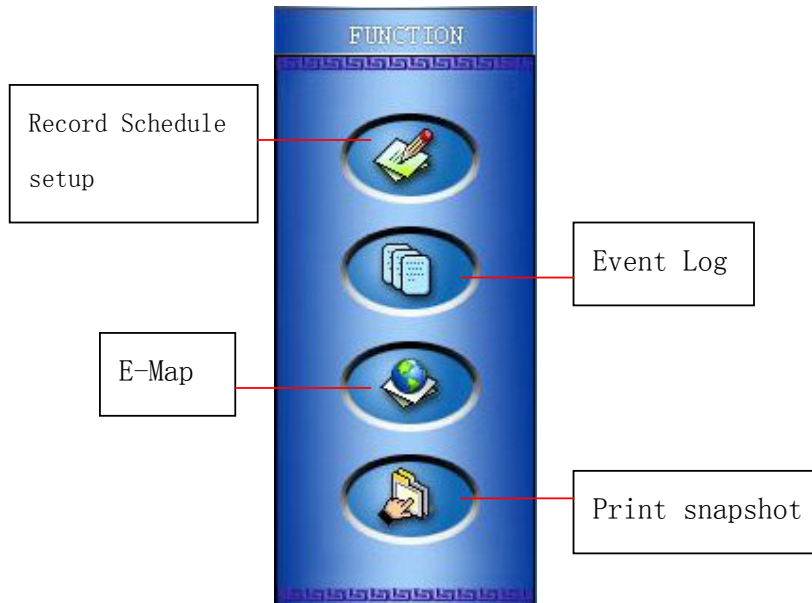 FUNCTION
Record Schedule
setup
Event Log
E-Map
Print snapshot